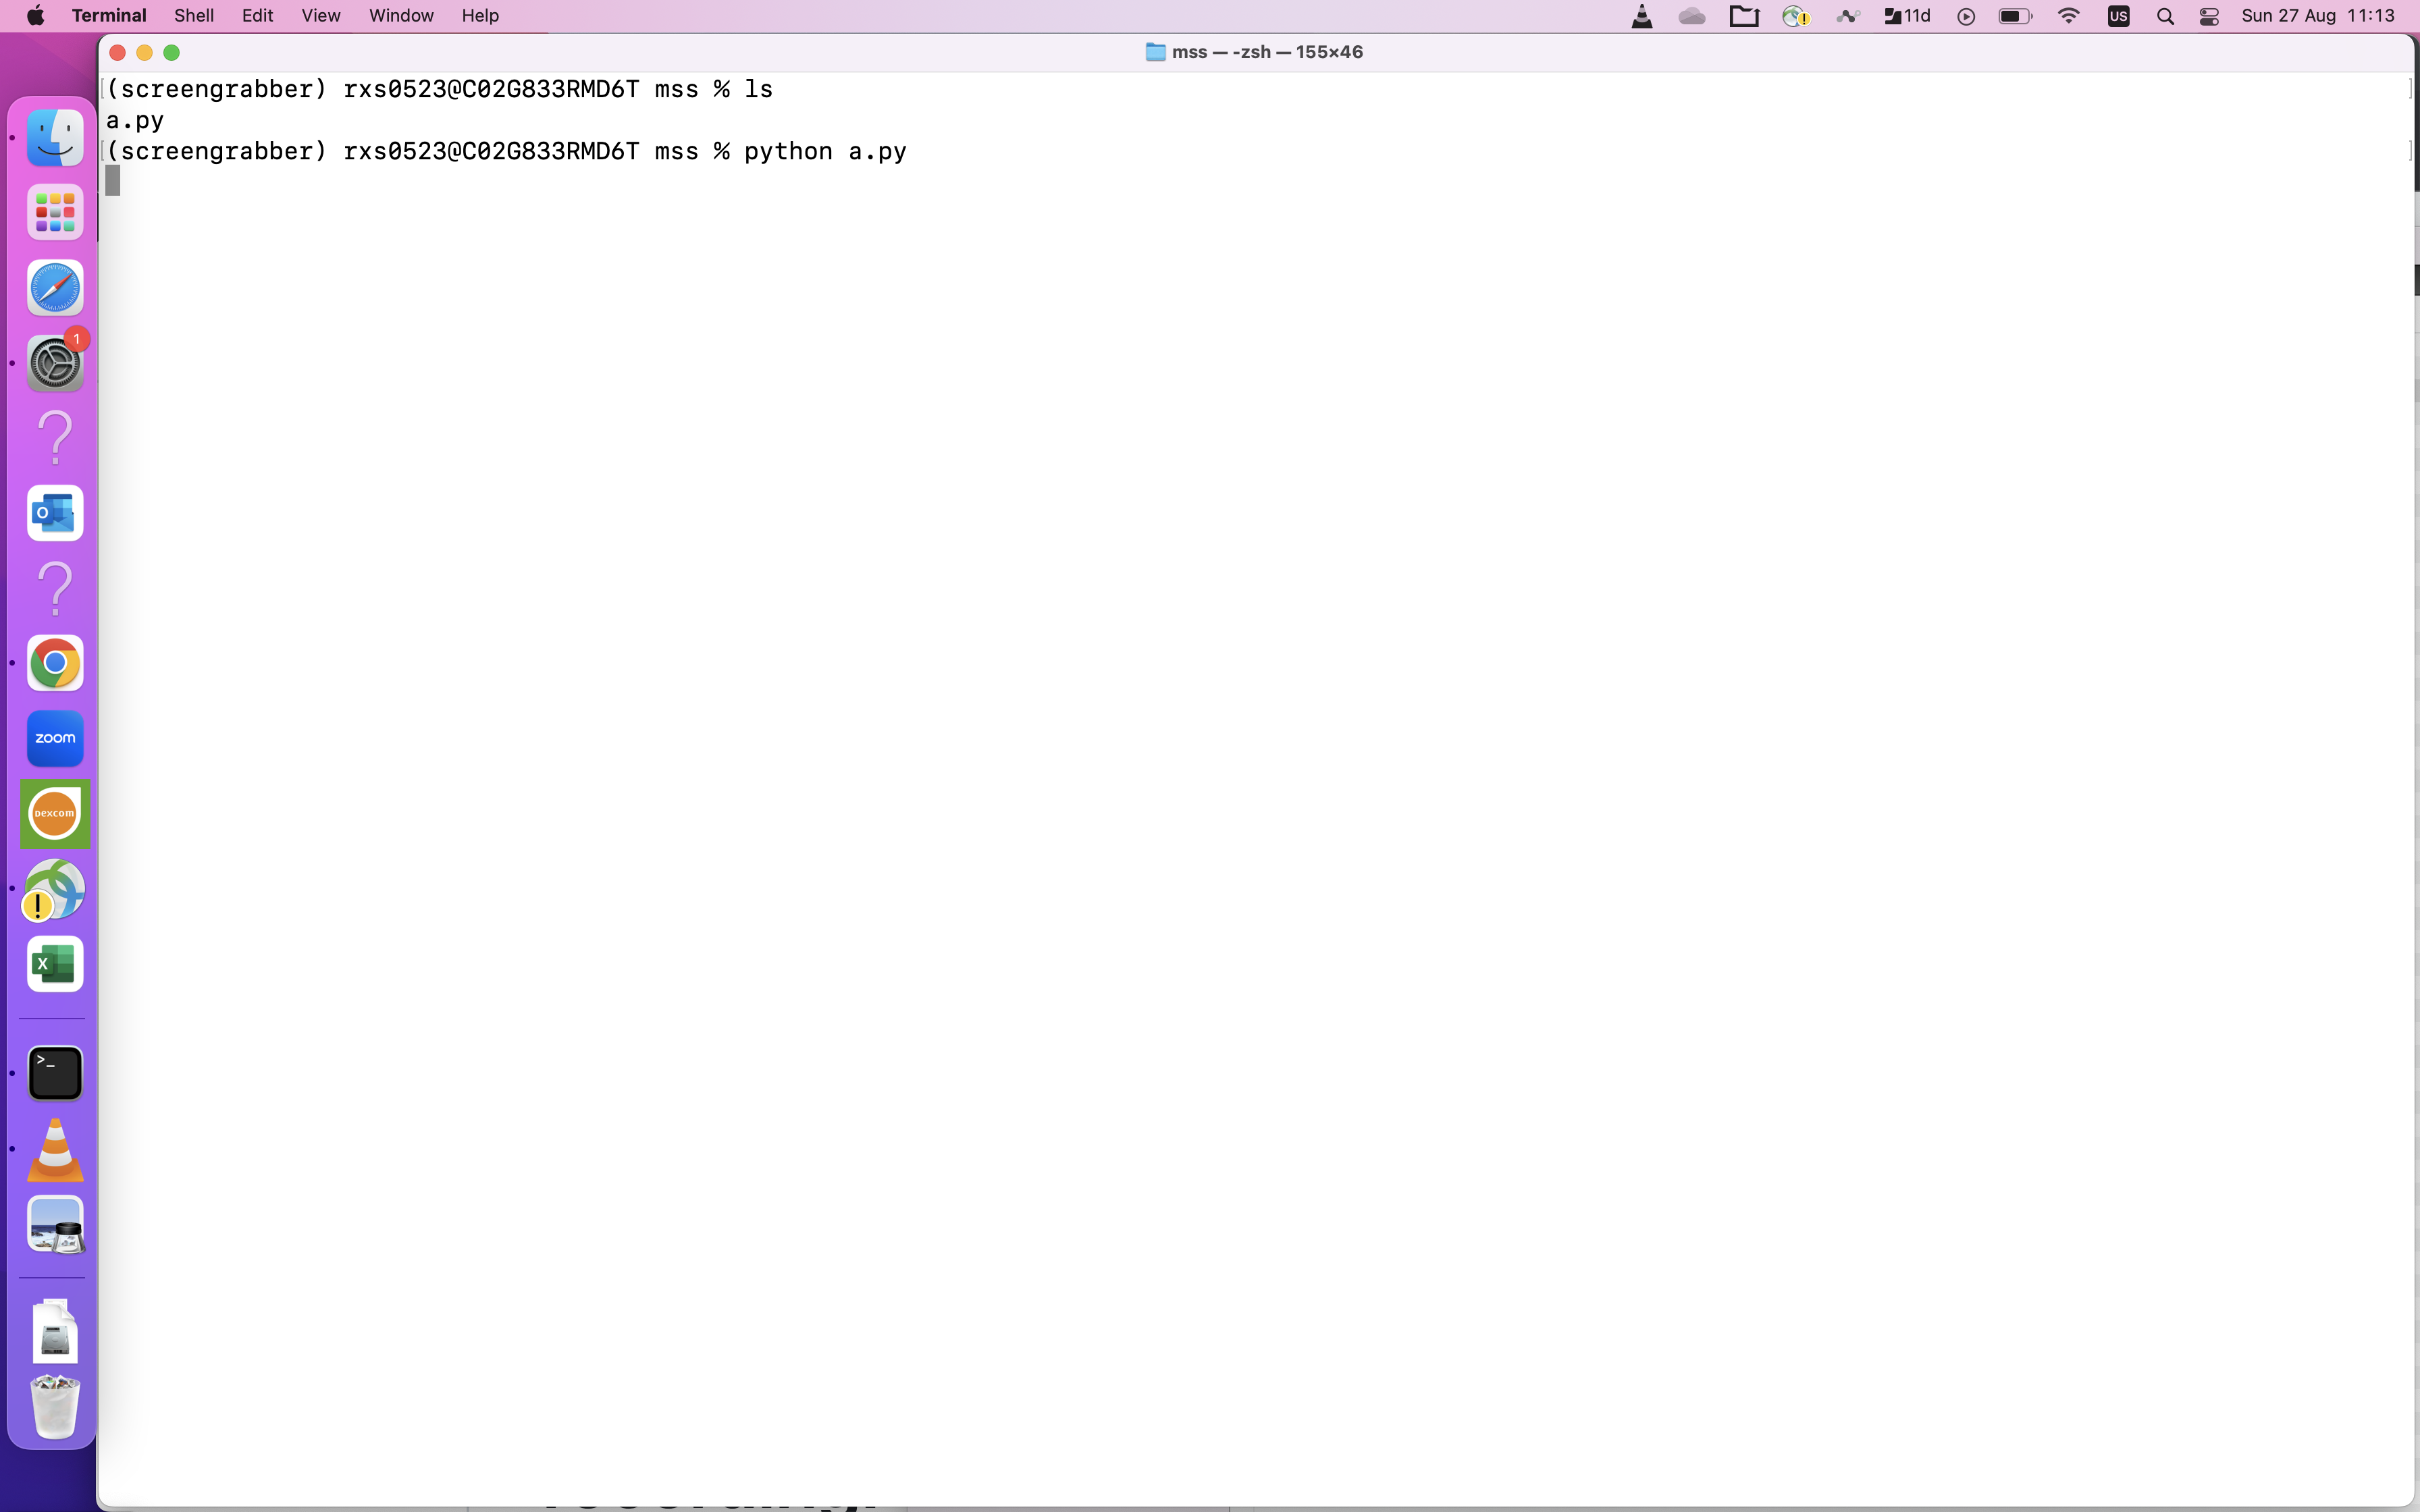 Terminal Shell Edit View Window Help 11d US Sun 27 Aug 11:13
mss — -zsh — 155×46
(screengrabber) rxs0523@C02G833RMD6T mss % ls
a.py
(screengrabber) rxs0523@C02G833RMD6T mss % python a.py
1
O
zoom
Dexcom
!
X
>_